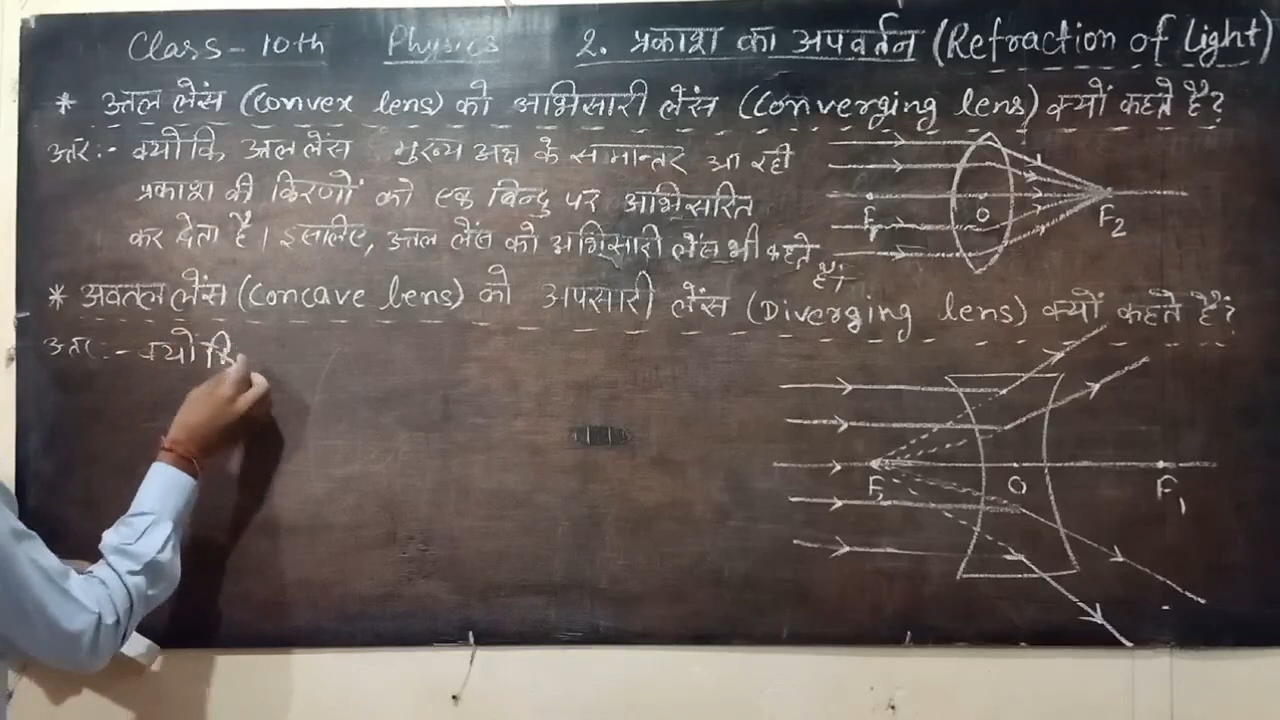 Class - 10th Physics 2. प्रकाश का अपवर्तन (Refraction of Light)
* उत्तल लेंस (Convex lens) को अभिसारी लेंस (Converging lens) क्यों कहते है?
उत्तर:- क्योंकि उत्तल लेंस मुख्य अक्ष के समान्तर आ रही
प्रकाश की किरणों को एक बिन्दु पर अभिसरित
कर देता है। इसलिए, उत्तल लेंस को अभिसारी लेंस भी कहते
है।
F1 O F2
* अवतल लेंस (Concave lens) को अपसारी लेंस (Diverging lens) क्यों कहते है?
उत्तर:- क्योंकि
F2 O F1